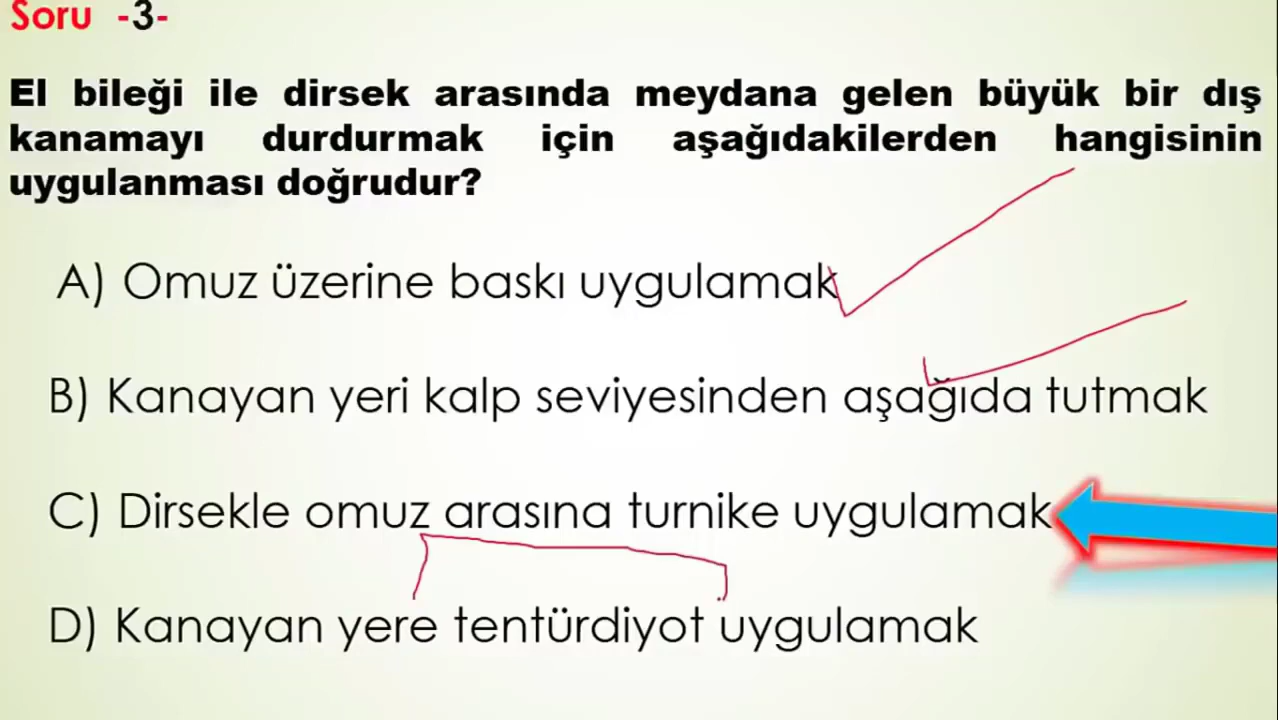 Soru -3-
El bileği ile dirsek arasında meydana gelen büyük bir dış
kanamayı durdurmak için aşağıdakilerden hangisinin
uygulanması doğrudur?
A) Omuz üzerine baskı uygulamak
B) Kanayan yeri kalp seviyesinden aşağıda tutmak
C) Dirsekle omuz arasına turnike uygulamak
D) Kanayan yere tentürdiyot uygulamak